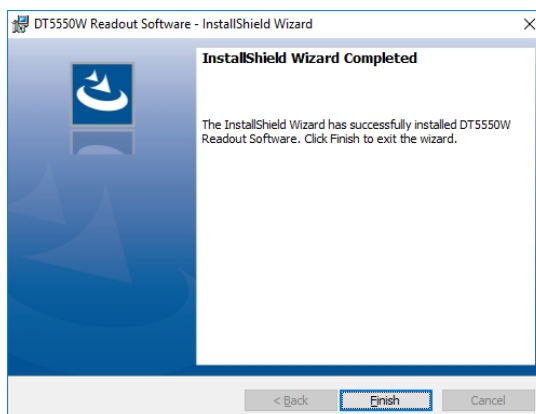 DT5550W Readout Software - InstallShield Wizard
InstallShield Wizard Completed
The InstallShield Wizard has successfully installed DT5550W
Readout Software. Click Finish to exit the wizard.
< Back
Finish
Cancel